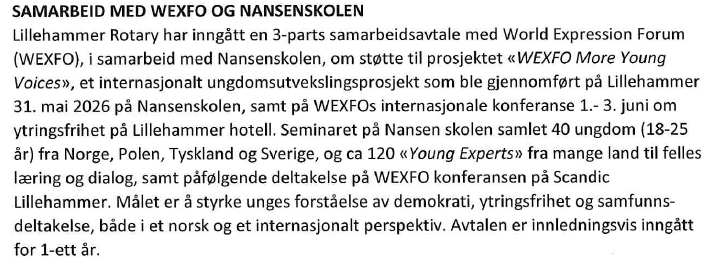 SAMARBEID MED WEXFO OG NANSENSKOLEN
Lillehammer Rotary har inngått en 3-parts samarbeidsavtale med World Expression Forum
(WEXFO), i samarbeid med Nansenskolen, om støtte til prosjektet «WEXFO More Young
Voices», et internasjonalt ungdomsutvekslingsprosjekt som ble gjennomført på Lillehammer
31. mai 2026 på Nansenskolen, samt på WEXFOs internasjonale konferanse 1.- 3. juni om
ytringsfrihet på Lillehammer hotell. Seminaret på Nansen skolen samlet 40 ungdom (18-25
år) fra Norge, Polen, Tyskland og Sverige, og ca 120 «Young Experts» fra mange land til felles
læring og dialog, samt påfølgende deltakelse på WEXFO konferansen på Scandic
Lillehammer. Målet er å styrke unges forståelse av demokrati, ytringsfrihet og samfunns-
deltakelse, både i et norsk og et internasjonalt perspektiv. Avtalen er innledningsvis inngått
for 1-ett år.